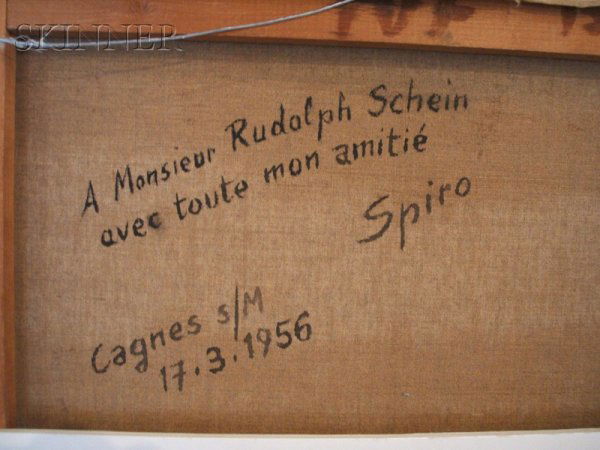 SKINNER
A Monsieur Rudolph Schein
avec toute mon amitié
Spiro
Cagnes s/M
17.3.1956